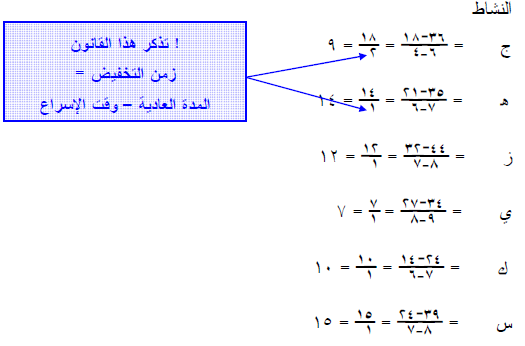 النشاط
ج = ٣٦-١٨/٦-٤ = ١٨/٢ = ٩
ه = ٣٥-٢١/٧-٦ = ١٤/١ = ١٤
ز = ٤٤-٣٢/٨-٧ = ١٢/١ = ١٢
ي = ٣٤-٢٧/٩-٨ = ٧/١ = ٧
ك = ٢٤-١٤/٧-٦ = ١٠/١ = ١٠
س = ٣٩-٢٤/٨-٧ = ١٥/١ = ١٥
! تذكر هذا القانون
زمن التخفيض =
المدة العادية – وقت الإسراع